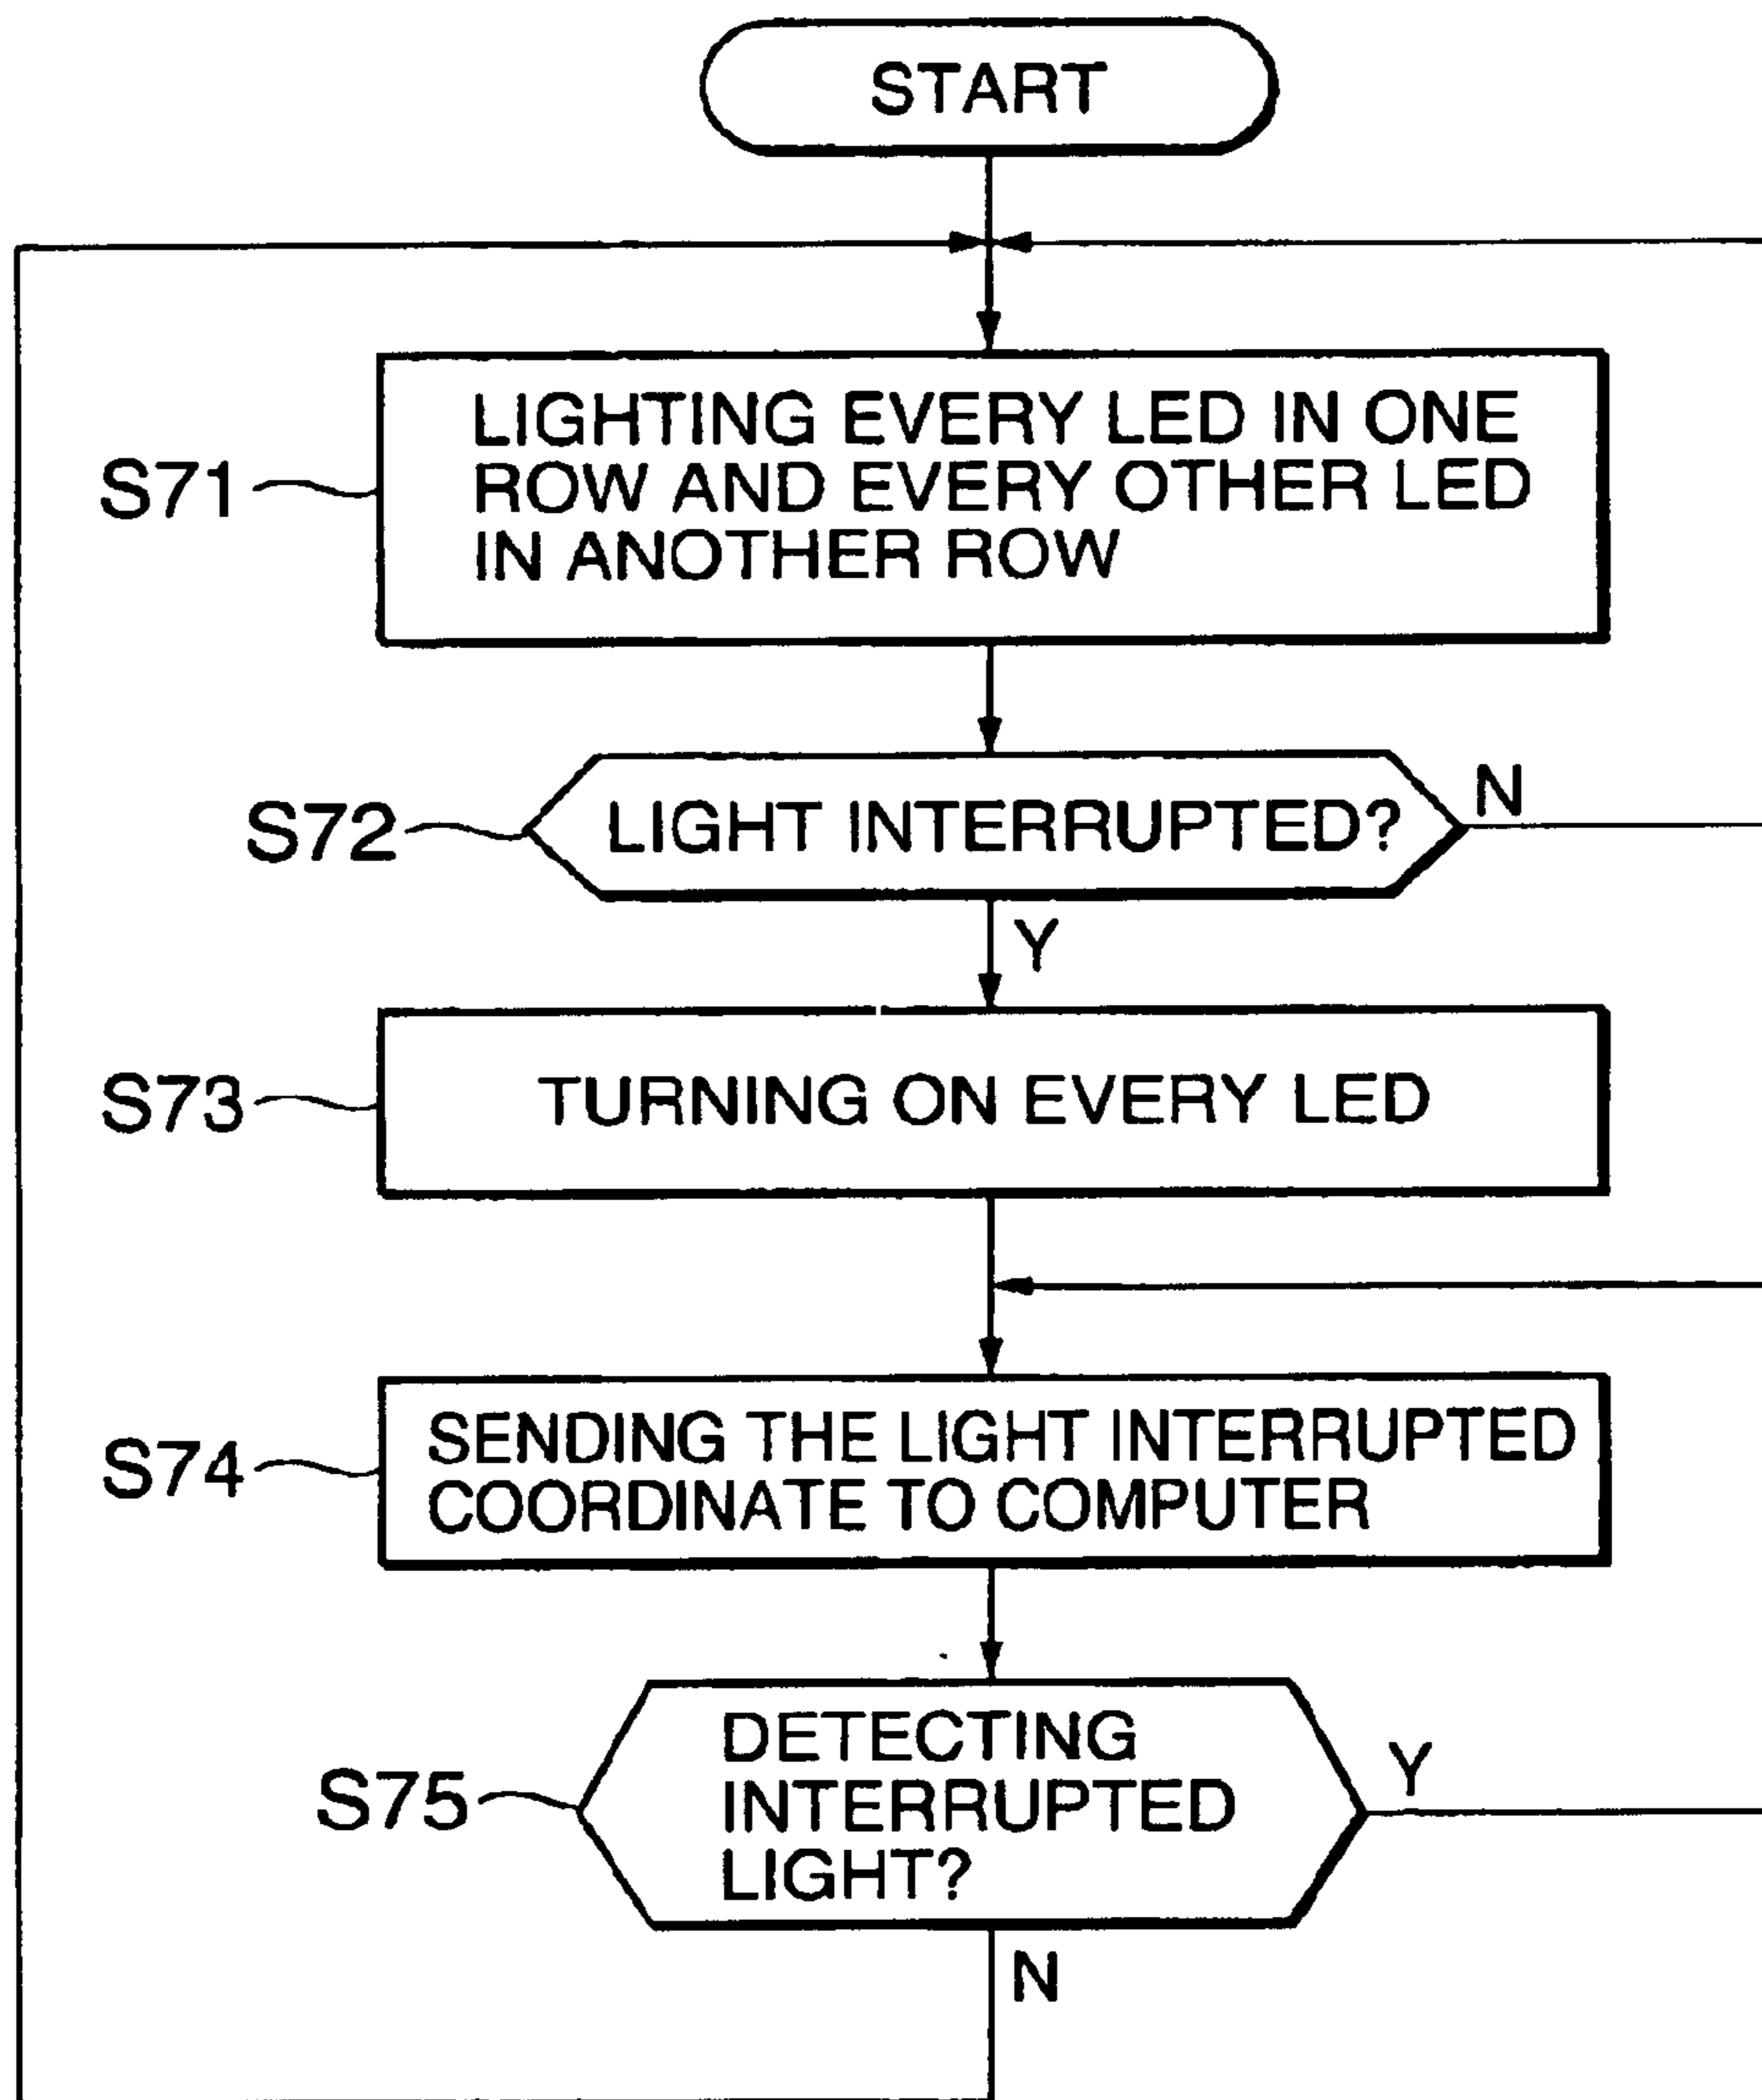 START
LIGHTING EVERY LED IN ONE
ROW AND EVERY OTHER LED
IN ANOTHER ROW
S71
LIGHT INTERRUPTED?
S72
N
Y
TURNING ON EVERY LED
S73
SENDING THE LIGHT INTERRUPTED
COORDINATE TO COMPUTER
S74
DETECTING
INTERRUPTED
LIGHT?
S75
Y
N